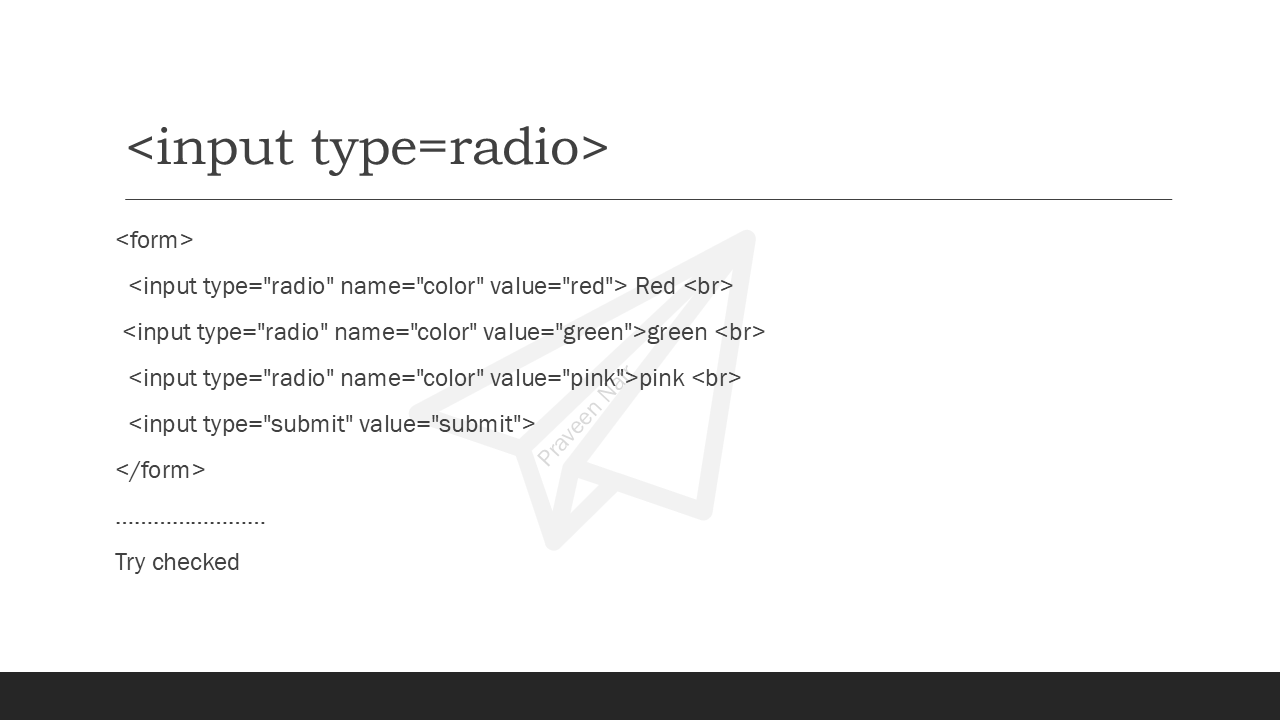 <input type=radio>
<form>
<input type="radio" name="color" value="red"> Red <br>
<input type="radio" name="color" value="green">green <br>
<input type="radio" name="color" value="pink">pink <br>
<input type="submit" value="submit">
</form>
........................
Try checked
Praveen Nair